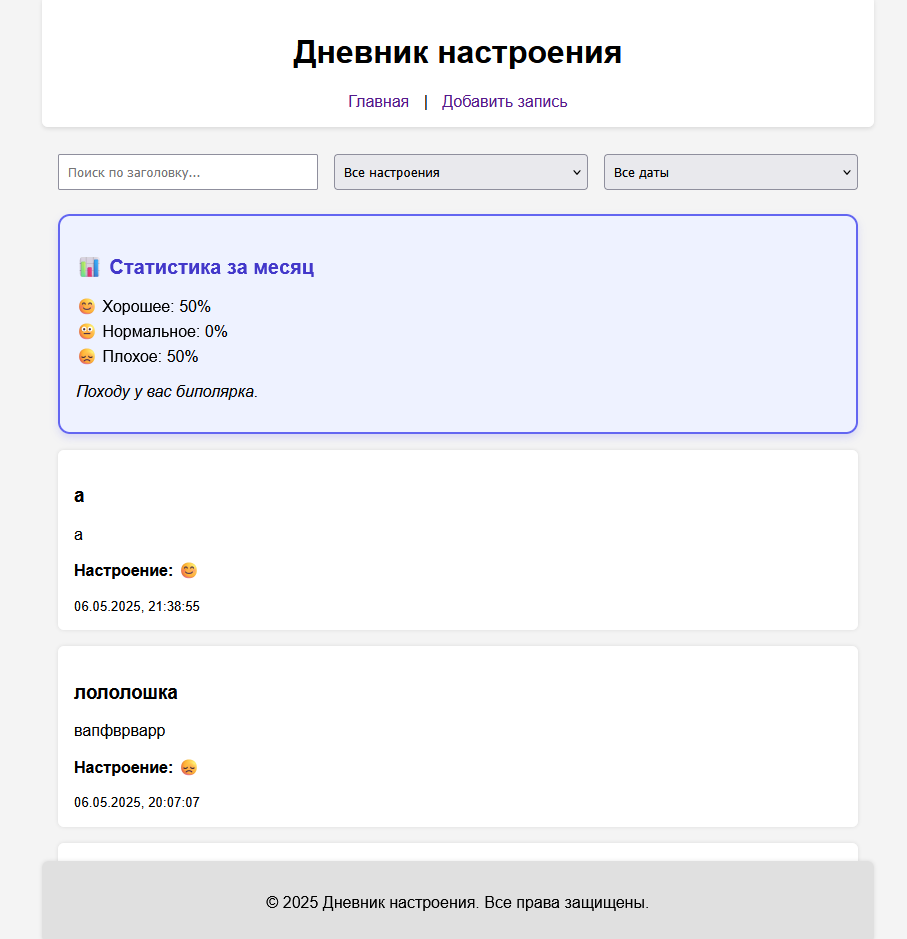 Дневник настроения
Главная | Добавить запись
Поиск по заголовку... Все настроения Все даты
📊 Статистика за месяц
😊 Хорошее: 50%
😐 Нормальное: 0%
😞 Плохое: 50%
Походу у вас биполярка.
а
а
Настроение: 😊
06.05.2025, 21:38:55
лололошка
вапфврварр
Настроение: 😞
06.05.2025, 20:07:07
© 2025 Дневник настроения. Все права защищены.